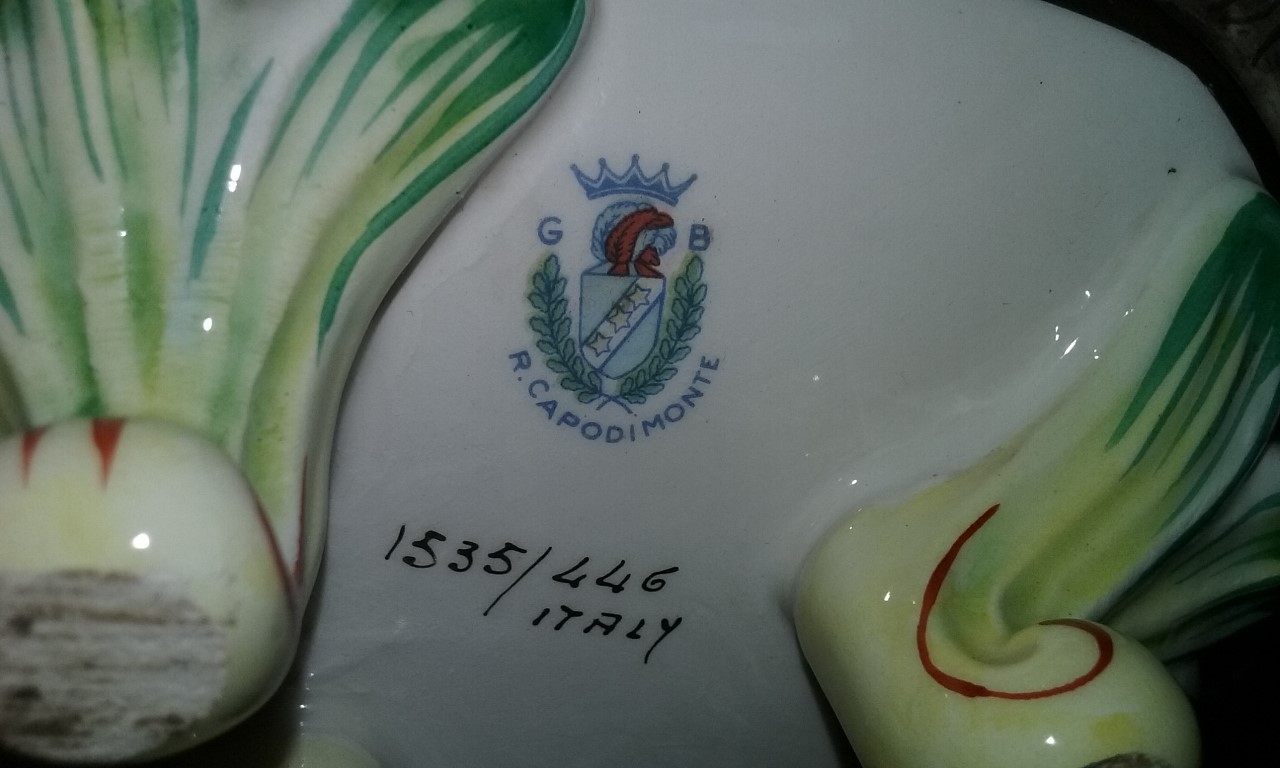 G B
R. CAPODIMONTE
1535/446
ITALY